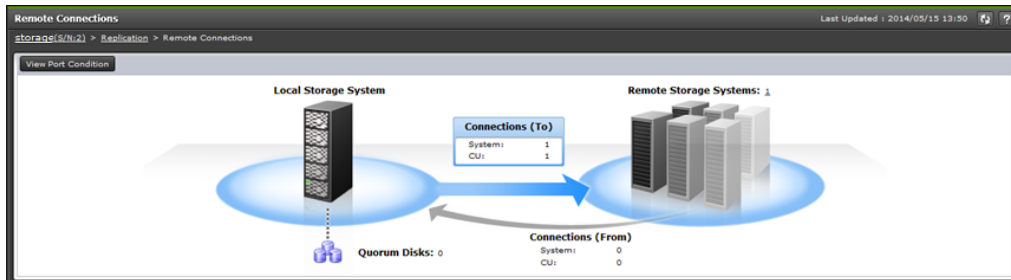 Remote Connections
Last Updated : 2014/05/15 13:50
?
storage(S/N:2) > Replication > Remote Connections
View Port Condition
Local Storage System
Remote Storage Systems: 1
Connections (To)
System: 1
CU: 1
Connections (From)
Quorum Disks: 0
System: 0
CU: 0